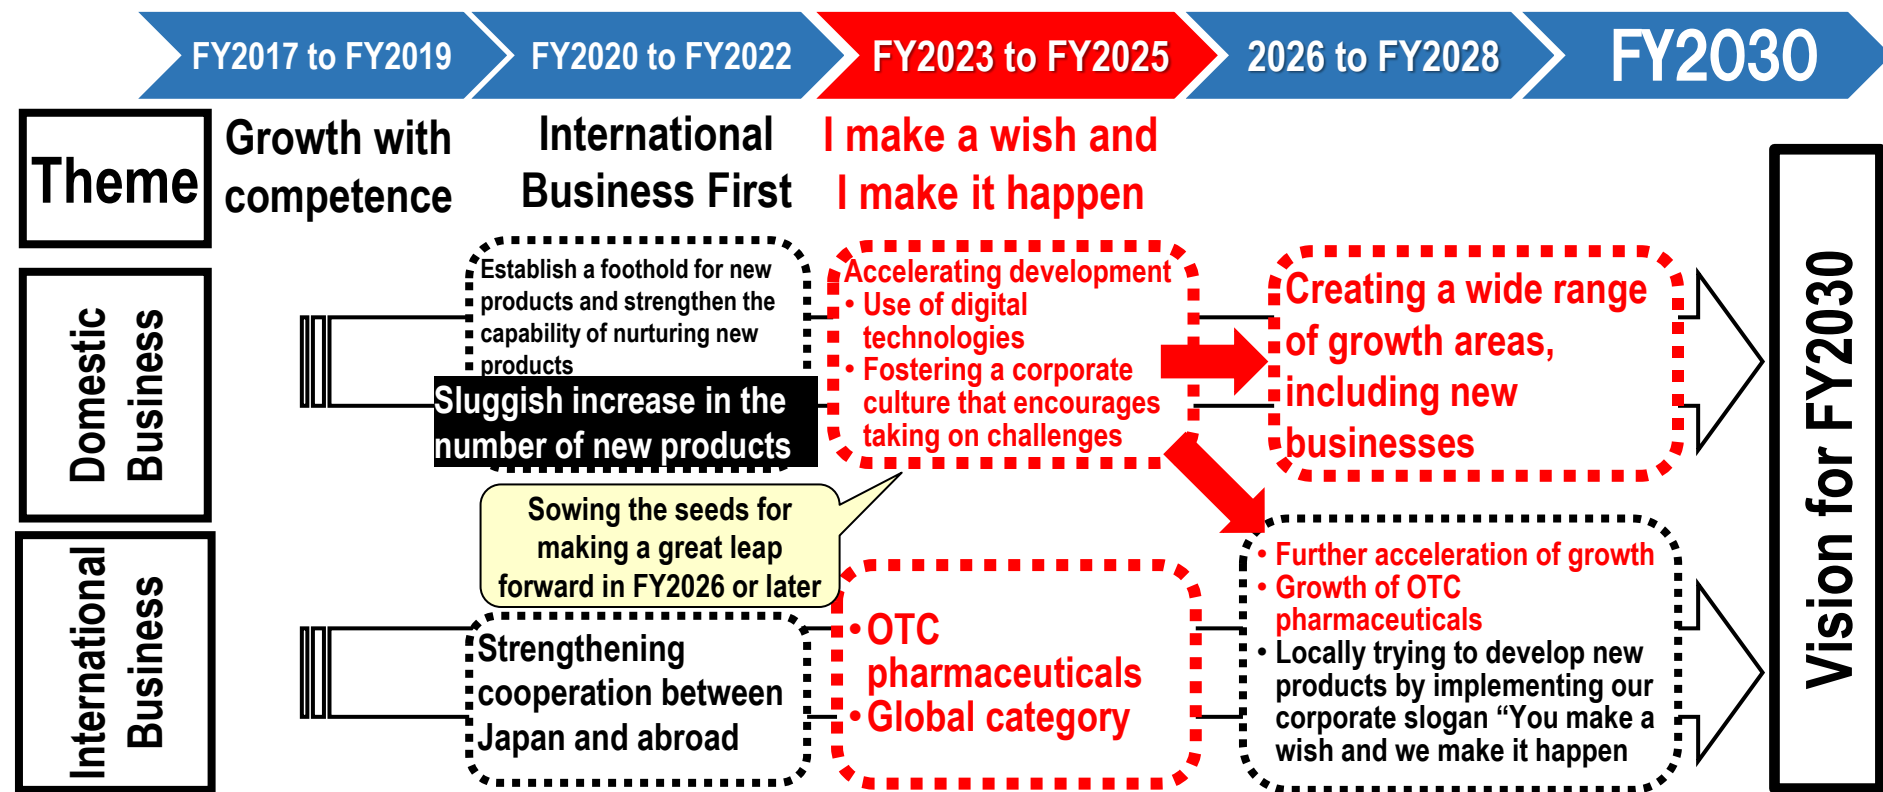 FY2017 to FY2019
FY2020 to FY2022
FY2023 to FY2025
2026 to FY2028
FY2030
Theme
Growth with
competence
International
Business First
I make a wish and
I make it happen
Domestic
Business
Establish a foothold for new
products and strengthen the
capability of nurturing new
products
Sluggish increase in the
number of new products
Accelerating development
• Use of digital
technologies
• Fostering a corporate
culture that encourages
taking on challenges
Creating a wide range
of growth areas,
including new
businesses
Sowing the seeds for
making a great leap
forward in FY2026 or later
International
Business
Strengthening
cooperation between
Japan and abroad
• OTC
pharmaceuticals
• Global category
• Further acceleration of growth
• Growth of OTC
pharmaceuticals
• Locally trying to develop new
products by implementing our
corporate slogan “You make a
wish and we make it happen
Vision for FY2030